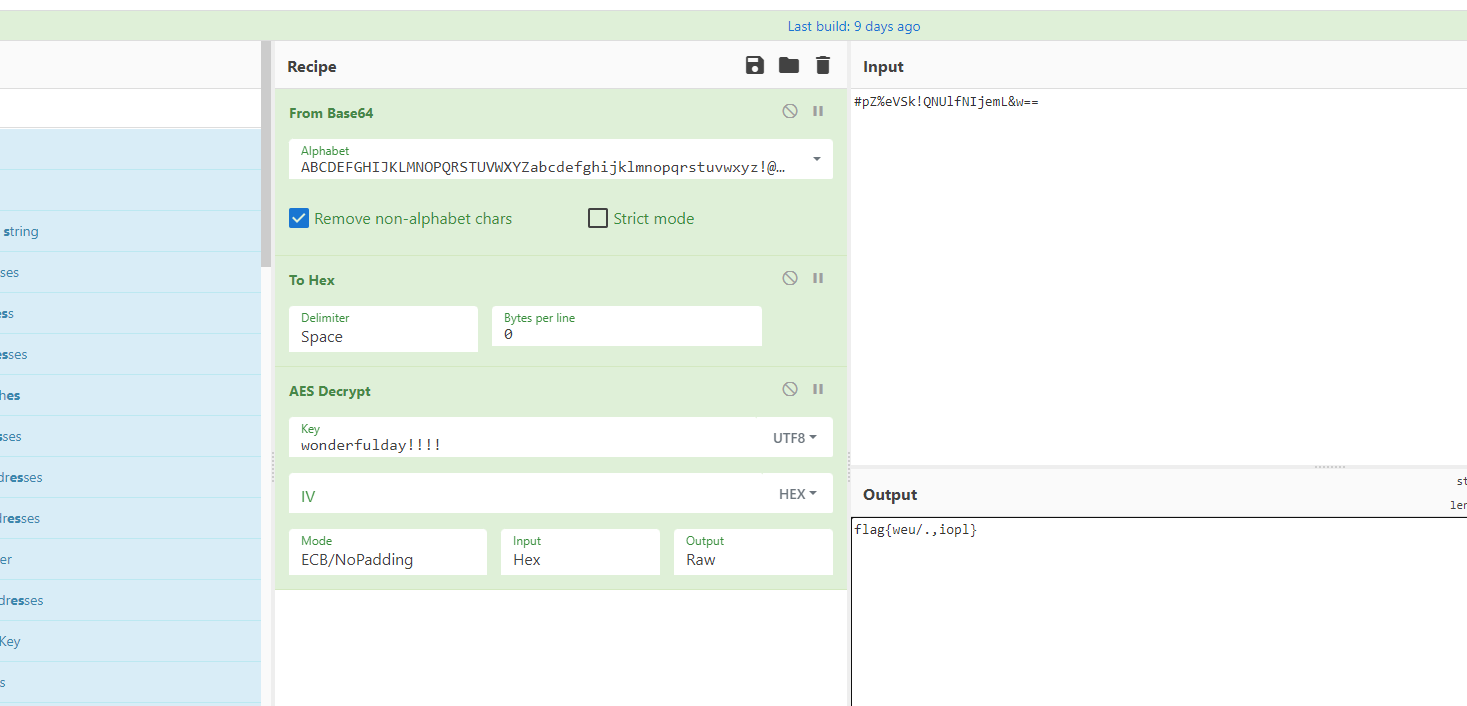 Last build: 9 days ago
string
ses
ess
esses
hes
sses
dresses
dresses
er
dresses
Key
s
Recipe
From Base64
Alphabet
ABCDEFGHIJKLMNOPQRSTUVWXYZabcdefghijklmnopqrstuvwxyz!@…
Remove non-alphabet chars
Strict mode
To Hex
Delimiter
Space
Bytes per line
0
AES Decrypt
Key
wonderfulday!!!!
UTF8
IV
HEX
Mode
ECB/NoPadding
Input
Hex
Output
Raw
Input
#pZ%eVSk!QNUlfNIjemL&w==
Output
st
ler
flag{weu/.,iopl}